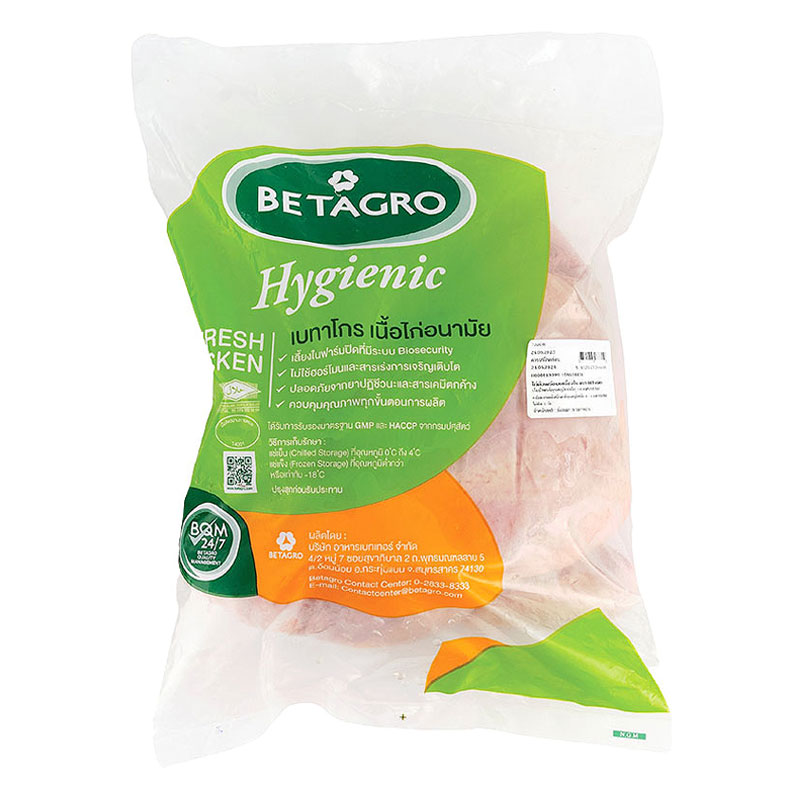 BETAGRO
Hygienic
เบทาโกร เนื้อไก่อนามัย
RESH
CKEN
✓ เลี้ยงในฟาร์มปิดที่มีระบบ Biosecurity
✓ ไม่ใช้ฮอร์โมนและสารเร่งการเจริญเติบโต
✓ ปลอดภัยจากยาปฏิชีวนะและสารเคมีตกค้าง
✓ ควบคุมคุณภาพทุกขั้นตอนการผลิต
ได้รับการรับรองมาตรฐาน GMP และ HACCP จากกรมปศุสัตว์
วิธีการเก็บรักษา :
แช่เย็น (Chilled Storage) ที่อุณหภูมิ 0°C ถึง 4°C
แช่แข็ง (Frozen Storage) ที่อุณหภูมิต่ำกว่า
หรือเท่ากับ -18°C
ปรุงสุกก่อนรับประทาน
BQM
24/7
BETAGRO
QUALITY
MANAGEMENT
BETAGRO
ผลิตโดย :
บริษัท อาหารเบทเทอร์ จำกัด
4/2 หมู่ 7 ซอยสุขาภิบาล 2 ถ.พุทธมณฑลสาย 5
ต.อ้อมน้อย อ.กระทุ่มแบน จ.สมุทรสาคร 74130
Betagro Contact Center: 0-2833-8333
E-mail: Contactcenter@betagro.com